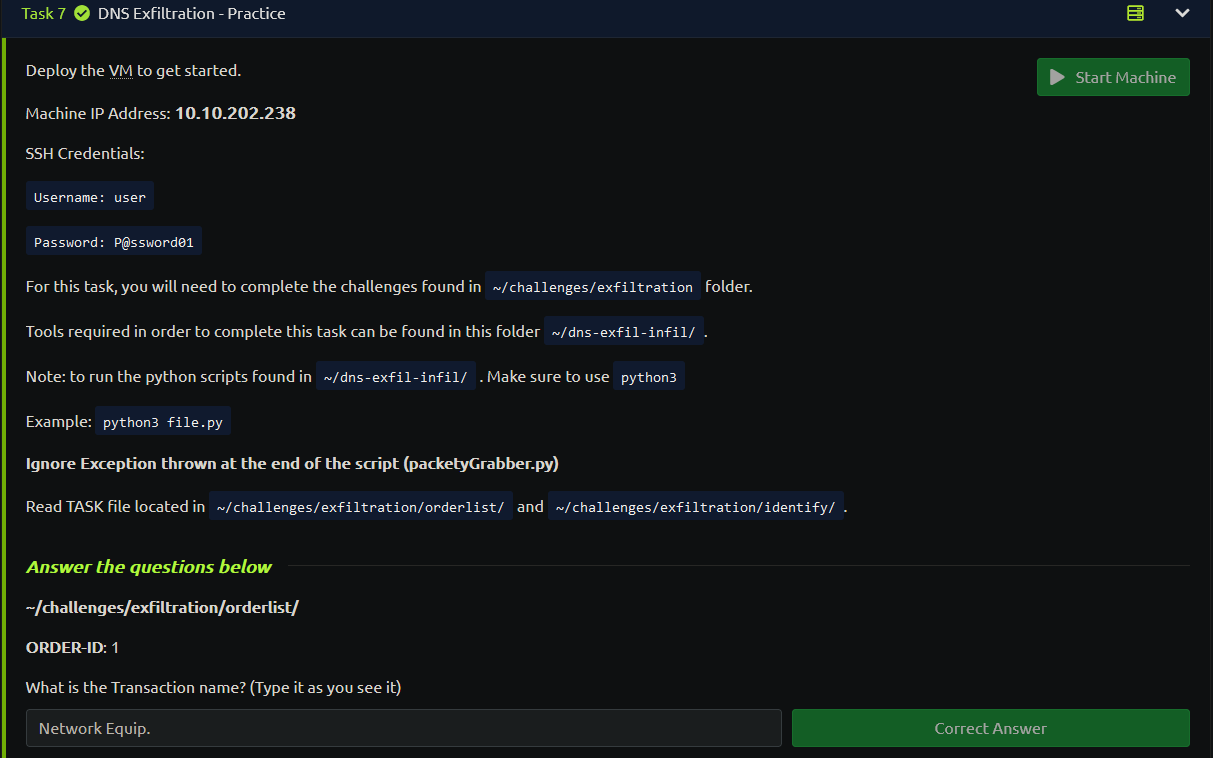 Task 7 DNS Exfiltration - Practice
Deploy the VM to get started.
Start Machine
Machine IP Address: 10.10.202.238
SSH Credentials:
Username: user
Password: P@ssword01
For this task, you will need to complete the challenges found in ~/challenges/exfiltration folder.
Tools required in order to complete this task can be found in this folder ~/dns-exfil-infil/ .
Note: to run the python scripts found in ~/dns-exfil-infil/ . Make sure to use python3
Example: python3 file.py
Ignore Exception thrown at the end of the script (packetyGrabber.py)
Read TASK file located in ~/challenges/exfiltration/orderlist/ and ~/challenges/exfiltration/identify/ .
Answer the questions below
~/challenges/exfiltration/orderlist/
ORDER-ID: 1
What is the Transaction name? (Type it as you see it)
Network Equip.
Correct Answer